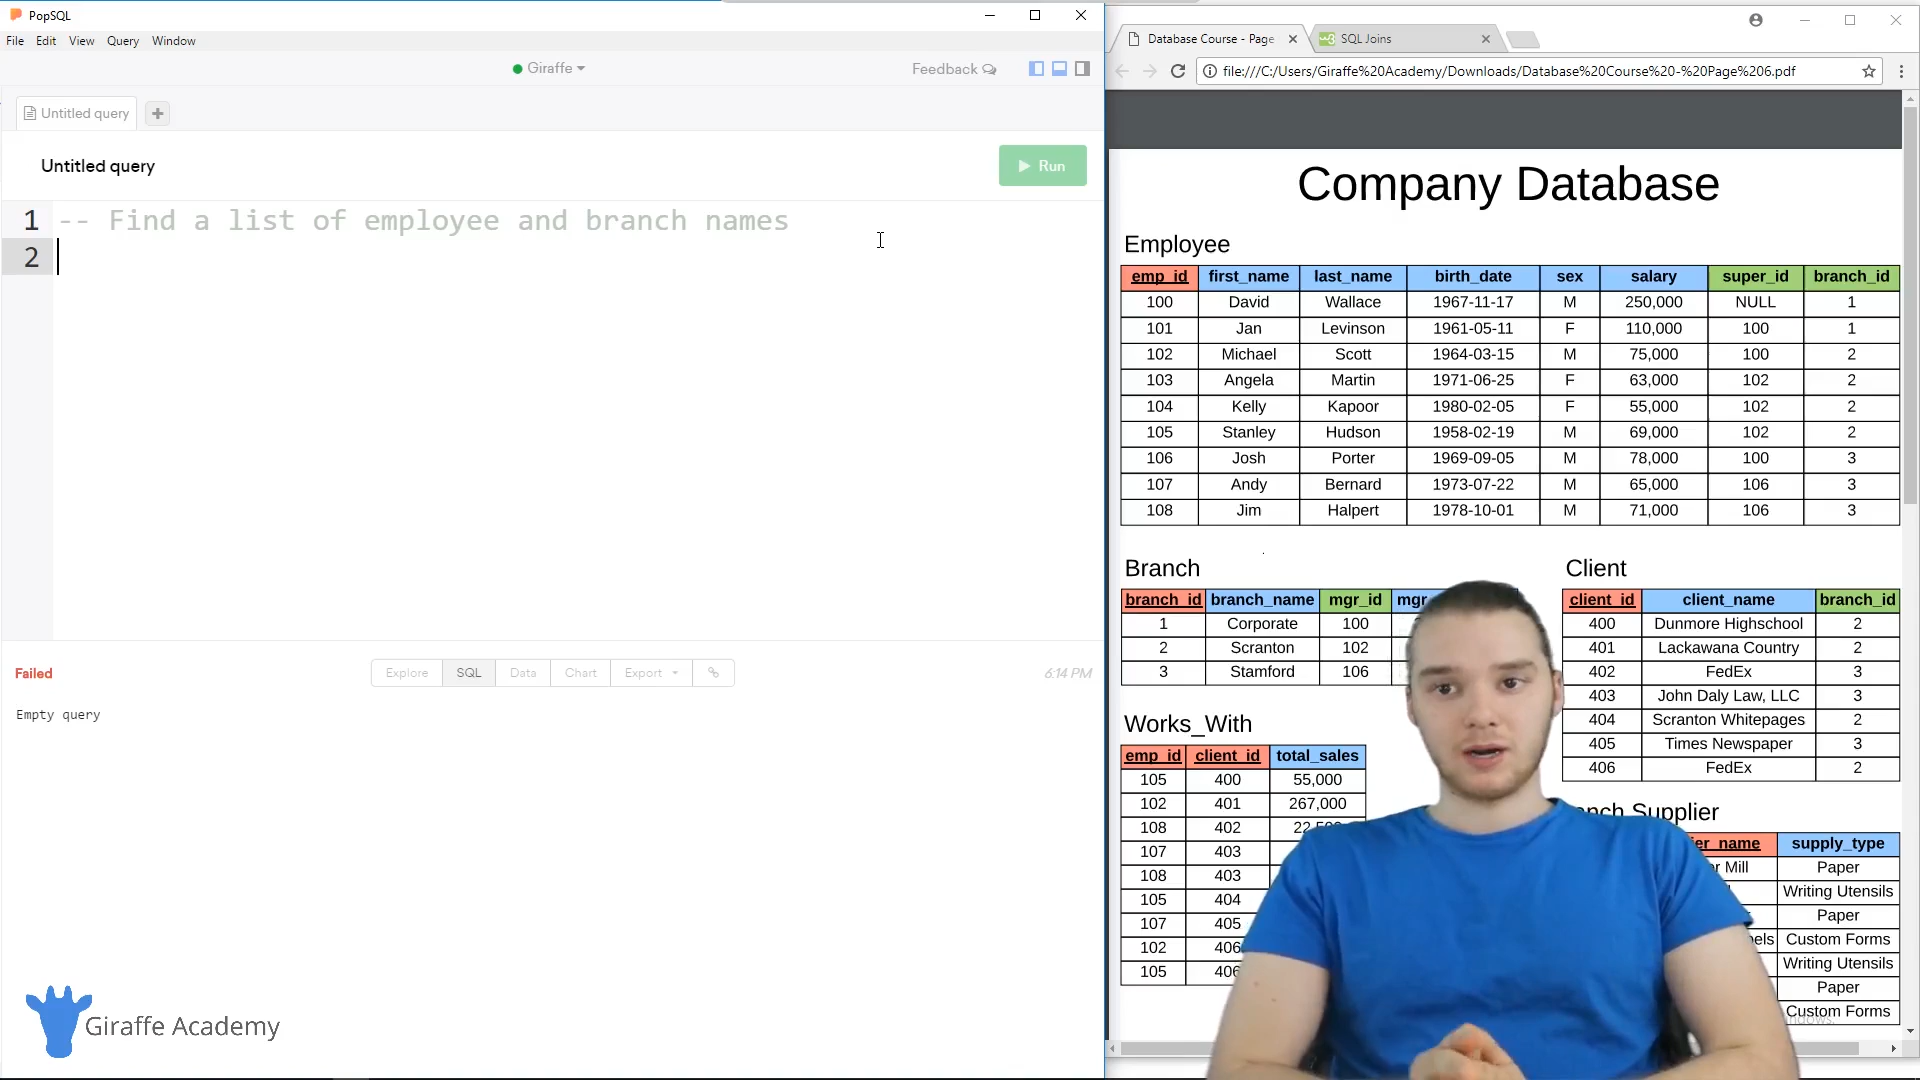 PopSQL
File Edit View Query Window
Giraffe
Feedback
Untitled query
+
Untitled query
Run
1 -- Find a list of employee and branch names
2
Failed
Explore SQL Data Chart Export
6:14 PM
Empty query
Giraffe Academy
Database Course - Page
SQL Joins
file:///C:/Users/Giraffe%20Academy/Downloads/Database%20Course%20-%20Page%206.pdf
Company Database
Employee
emp_id first_name last_name birth_date sex salary super_id branch_id
100 David Wallace 1967-11-17 M 250,000 NULL 1
101 Jan Levinson 1961-05-11 F 110,000 100 1
102 Michael Scott 1964-03-15 M 75,000 100 2
103 Angela Martin 1971-06-25 F 63,000 102 2
104 Kelly Kapoor 1980-02-05 F 55,000 102 2
105 Stanley Hudson 1958-02-19 M 69,000 102 2
106 Josh Porter 1969-09-05 M 78,000 100 3
107 Andy Bernard 1973-07-22 M 65,000 106 3
108 Jim Halpert 1978-10-01 M 71,000 106 3
Branch
branch_id branch_name mgr_id mgr
1 Corporate 100
2 Scranton 102
3 Stamford 106
Client
client_id client_name branch_id
400 Dunmore Highschool 2
401 Lackawana Country 2
402 FedEx 3
403 John Daly Law, LLC 3
404 Scranton Whitepages 2
405 Times Newspaper 3
406 FedEx 2
Works_With
emp_id client_id total_sales
105 400 55,000
102 401 267,000
108 402
107 403
108 403
105 404
107 405
102 406
105 406
Supplier
supply_type
Mill Paper
Writing Utensils
Paper
Custom Forms
Writing Utensils
Paper
Custom Forms